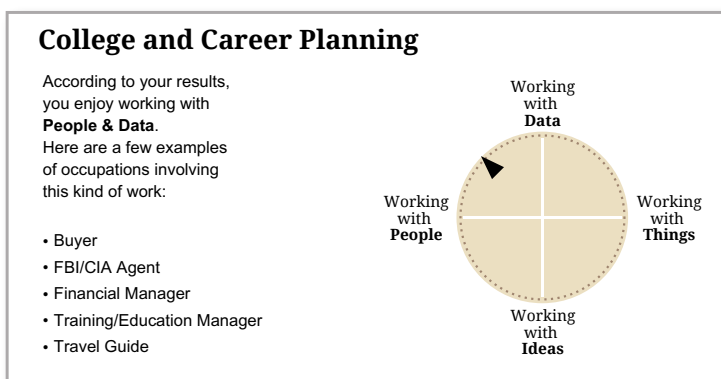 College and Career Planning
According to your results,
you enjoy working with
People & Data.
Here are a few examples
of occupations involving
this kind of work:
• Buyer
• FBI/CIA Agent
• Financial Manager
• Training/Education Manager
• Travel Guide
Working
with
Data
Working
with
People
Working
with
Things
Working
with
Ideas